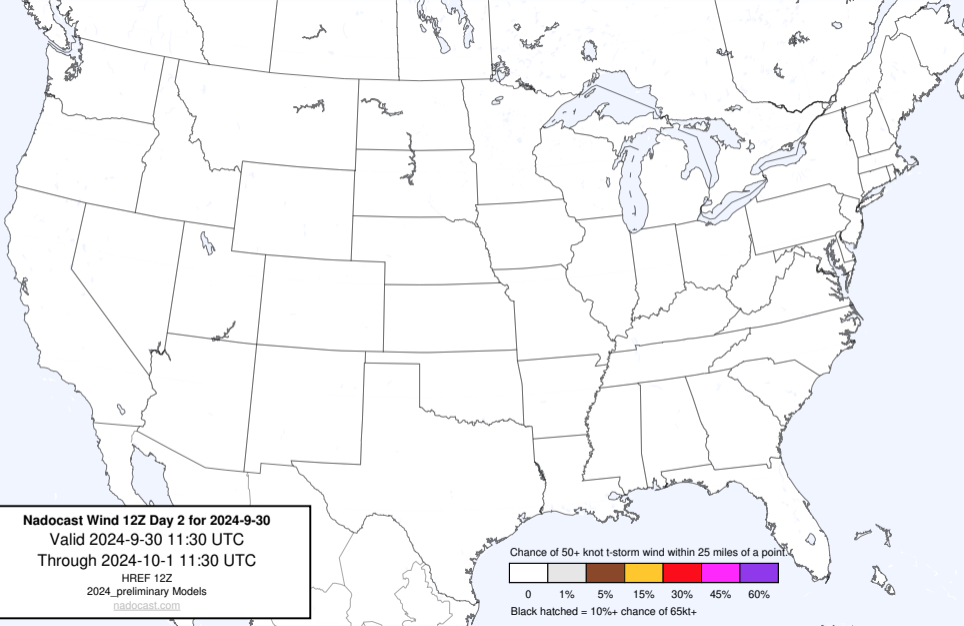 Nadocast Wind 12Z Day 2 for 2024-9-30
Valid 2024-9-30 11:30 UTC
Through 2024-10-1 11:30 UTC
HREF 12Z
2024_preliminary Models
nadocast.com
Chance of 50+ knot t-storm wind within 25 miles of a point.
0 1% 5% 15% 30% 45% 60%
Black hatched = 10%+ chance of 65kt+